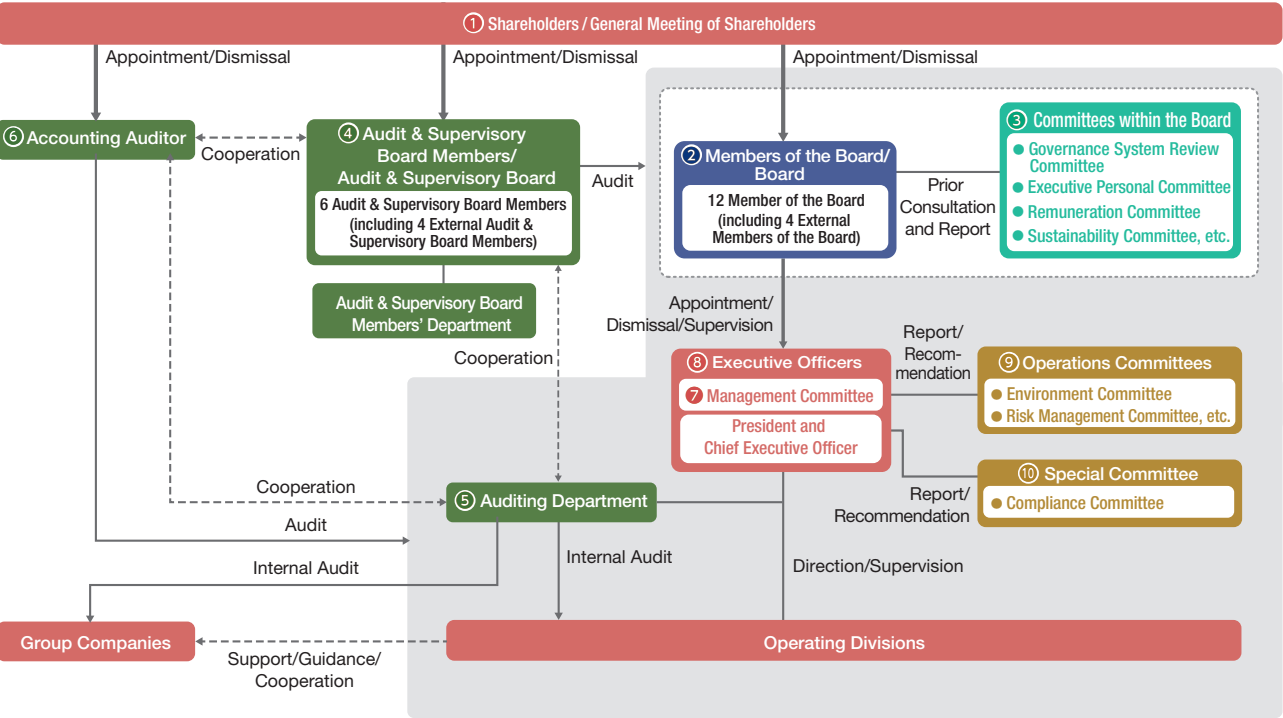 ① Shareholders / General Meeting of Shareholders
Appointment/Dismissal
Appointment/Dismissal
Appointment/Dismissal
⑥ Accounting Auditor
Cooperation
④ Audit & Supervisory
Board Members/
Audit & Supervisory Board
6 Audit & Supervisory Board Members
(including 4 External Audit &
Supervisory Board Members)
Audit
② Members of the Board/
Board
12 Member of the Board
(including 4 External
Members of the Board)
Prior
Consultation
and Report
③ Committees within the Board
● Governance System Review
Committee
● Executive Personal Committee
● Remuneration Committee
● Sustainability Committee, etc.
Audit & Supervisory Board
Members' Department
Cooperation
Appointment/
Dismissal/Supervision
⑧ Executive Officers
❼ Management Committee
President and
Chief Executive Officer
Report/
Recom-
mendation
⑨ Operations Committees
● Environment Committee
● Risk Management Committee, etc.
Report/
Recommendation
⑩ Special Committee
● Compliance Committee
Cooperation
⑤ Auditing Department
Audit
Internal Audit
Internal Audit
Direction/Supervision
Group Companies
Support/Guidance/
Cooperation
Operating Divisions